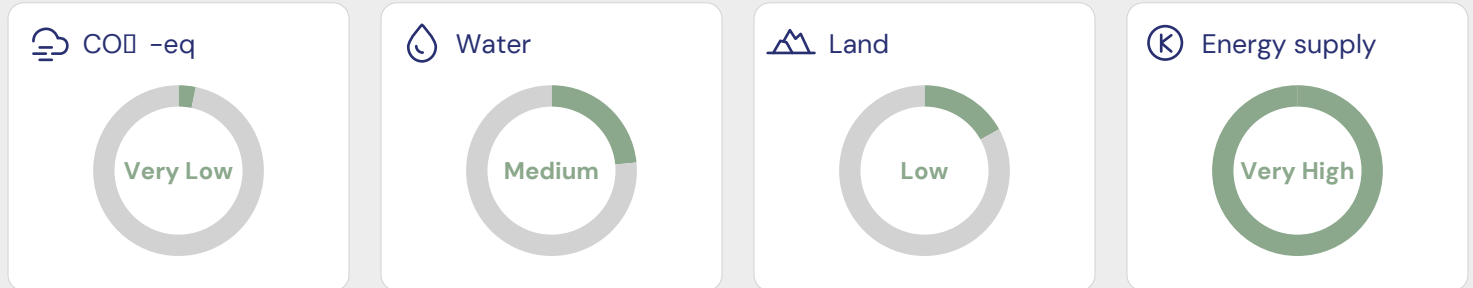 CO▯ -eq
Water
Land
Energy supply
Very Low
Medium
Low
Very High